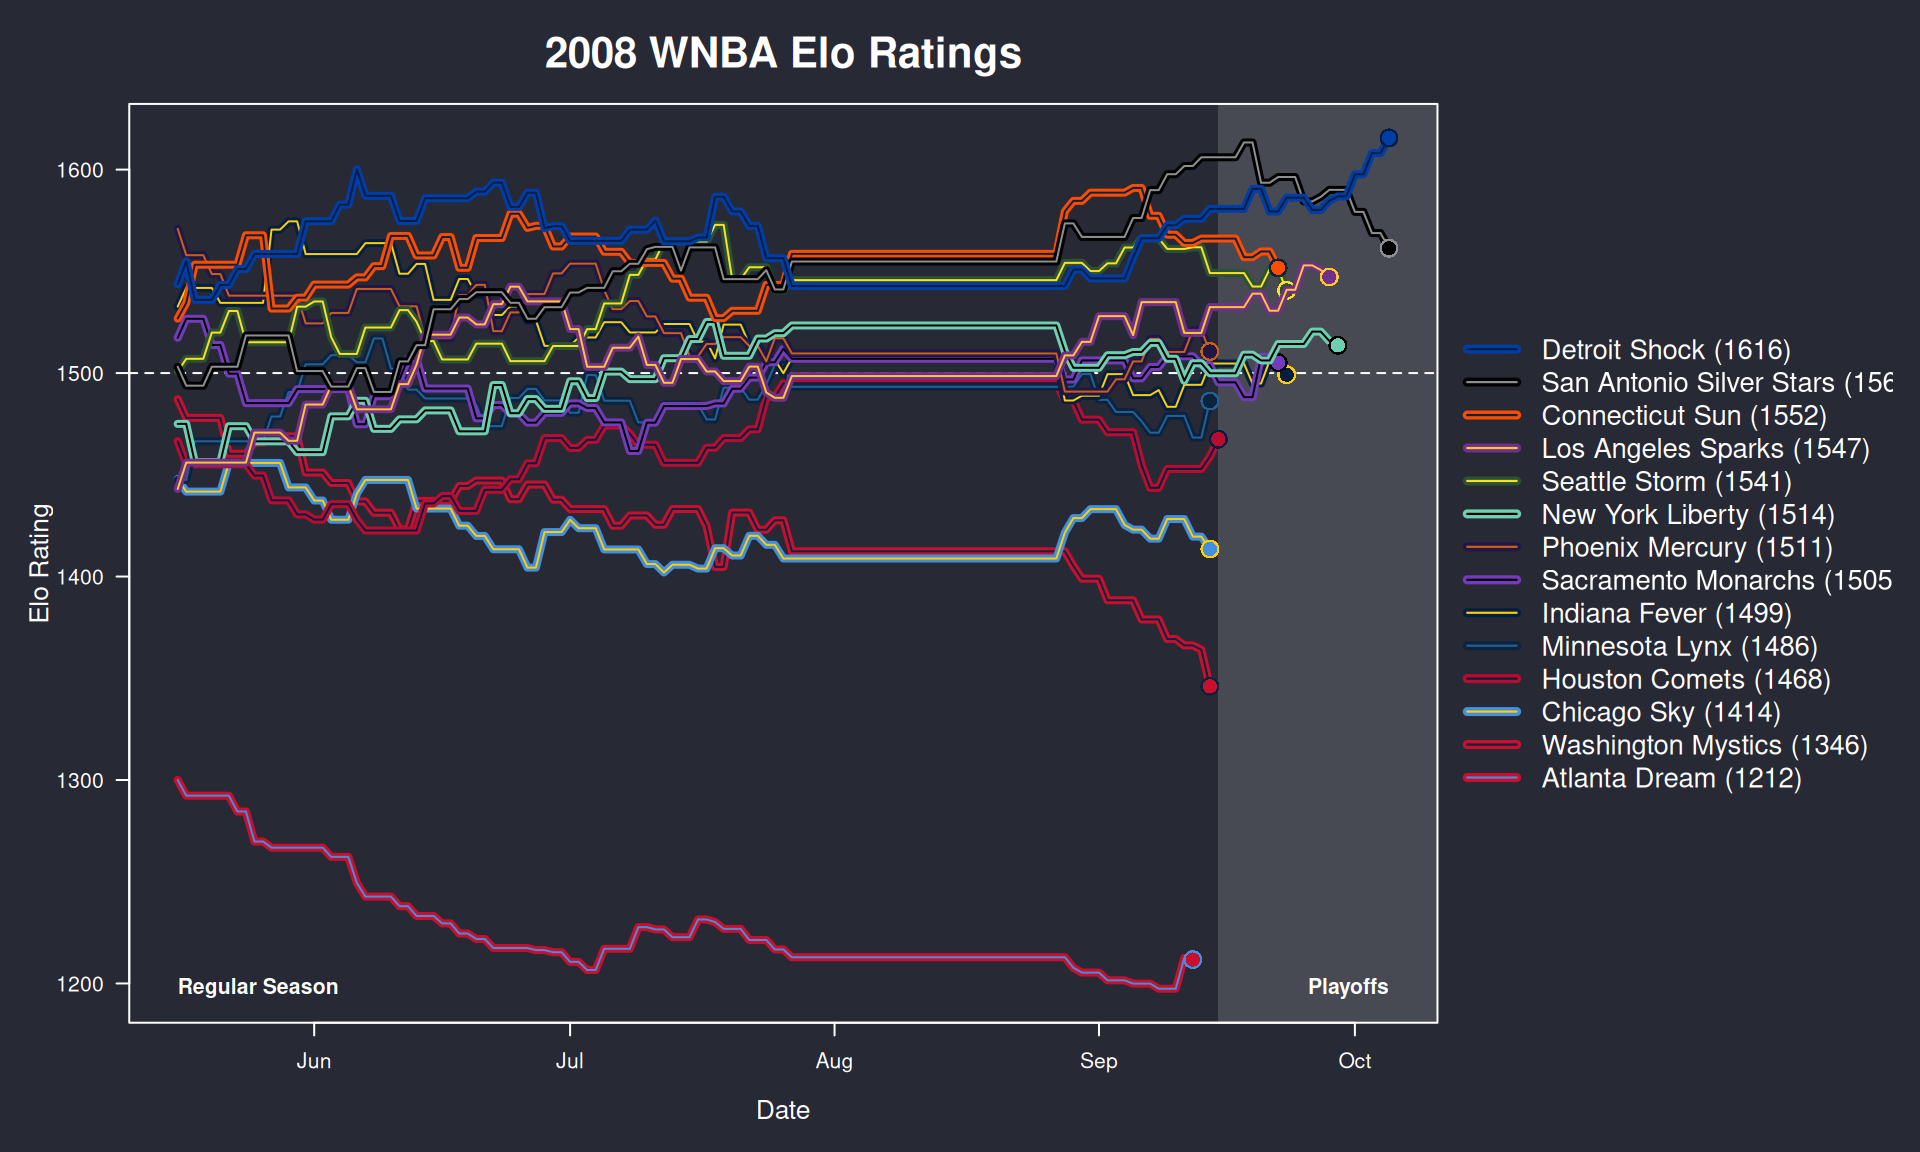 2008 WNBA Elo Ratings
1600
1500
1400
1300
1200
Elo Rating
Regular Season
Playoffs
Jun
Jul
Aug
Sep
Oct
Date
Detroit Shock (1616)
San Antonio Silver Stars (156
Connecticut Sun (1552)
Los Angeles Sparks (1547)
Seattle Storm (1541)
New York Liberty (1514)
Phoenix Mercury (1511)
Sacramento Monarchs (1505
Indiana Fever (1499)
Minnesota Lynx (1486)
Houston Comets (1468)
Chicago Sky (1414)
Washington Mystics (1346)
Atlanta Dream (1212)